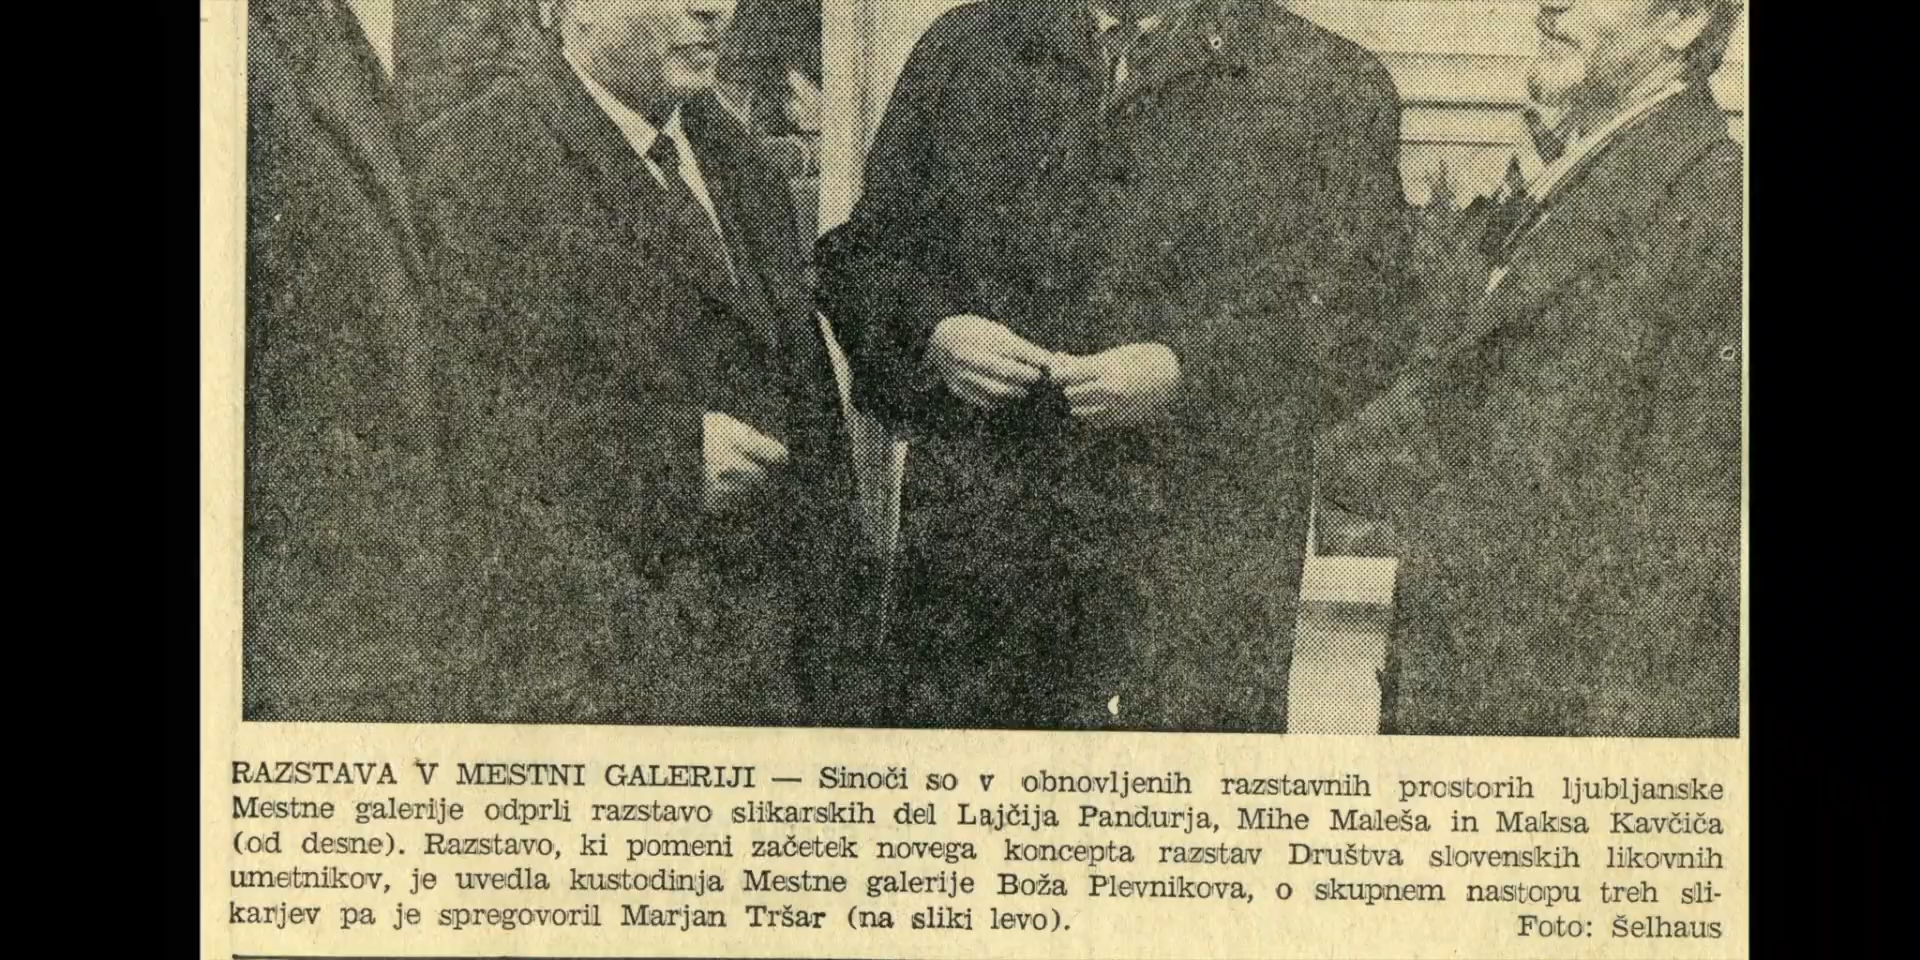 RAZSTAVA V MESTNI GALERIJI — Sinoči so v obnovljenih razstavnih prostorih ljubljanske
Mestne galerije odprli razstavo slikarskih del Lajčija Pandurja, Mihe Maleša in Maksa Kavčiča
(od desne). Razstavo, ki pomeni začetek novega koncepta razstav Društva slovenskih likovnih
umetnikov, je uvedla kustodinja Mestne galerije Boža Plevnikova, o skupnem nastopu treh sli-
karjev pa je spregovoril Marjan Tršar (na sliki levo).
Foto: Šelhaus